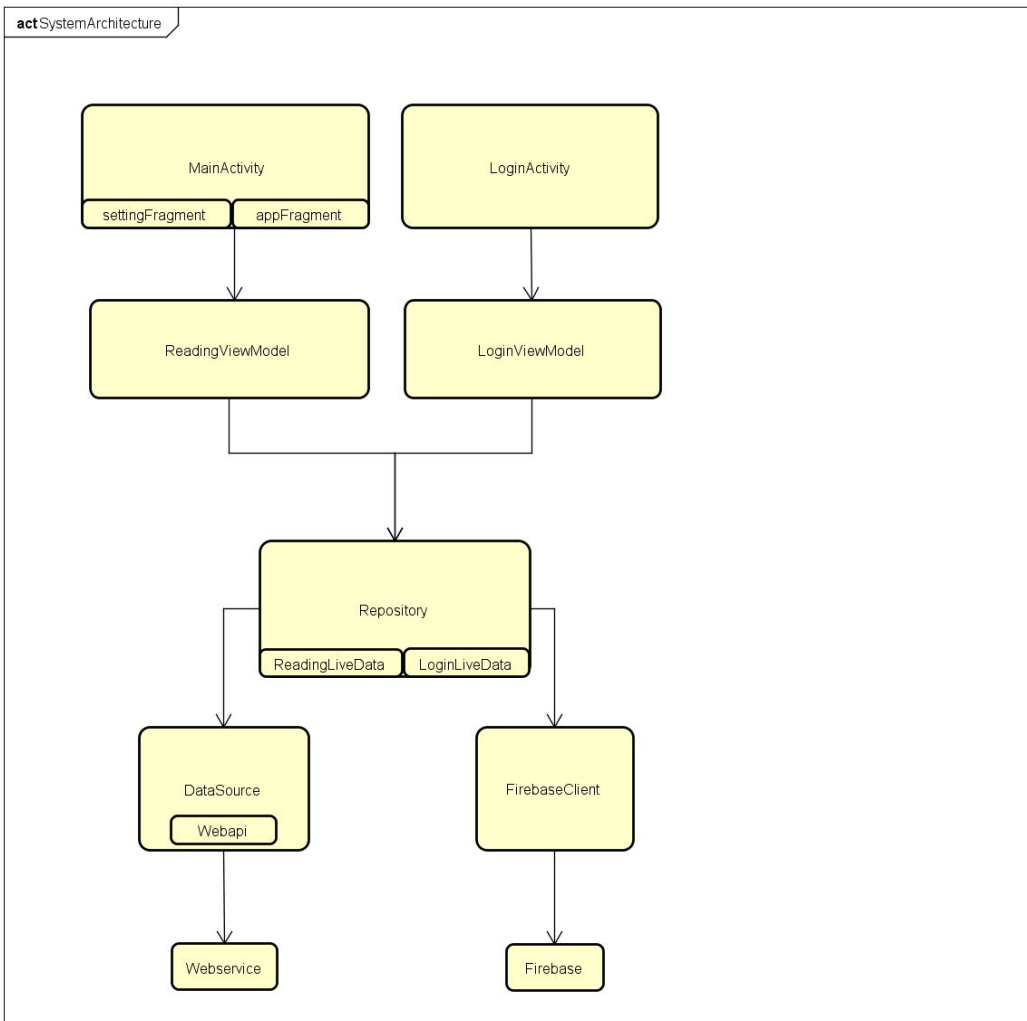 act SystemArchitecture
MainActivity
LoginActivity
settingFragment
appFragment
ReadingViewModel
LoginViewModel
Repository
ReadingLiveData
LoginLiveData
DataSource
FirebaseClient
Webapi
Webservice
Firebase